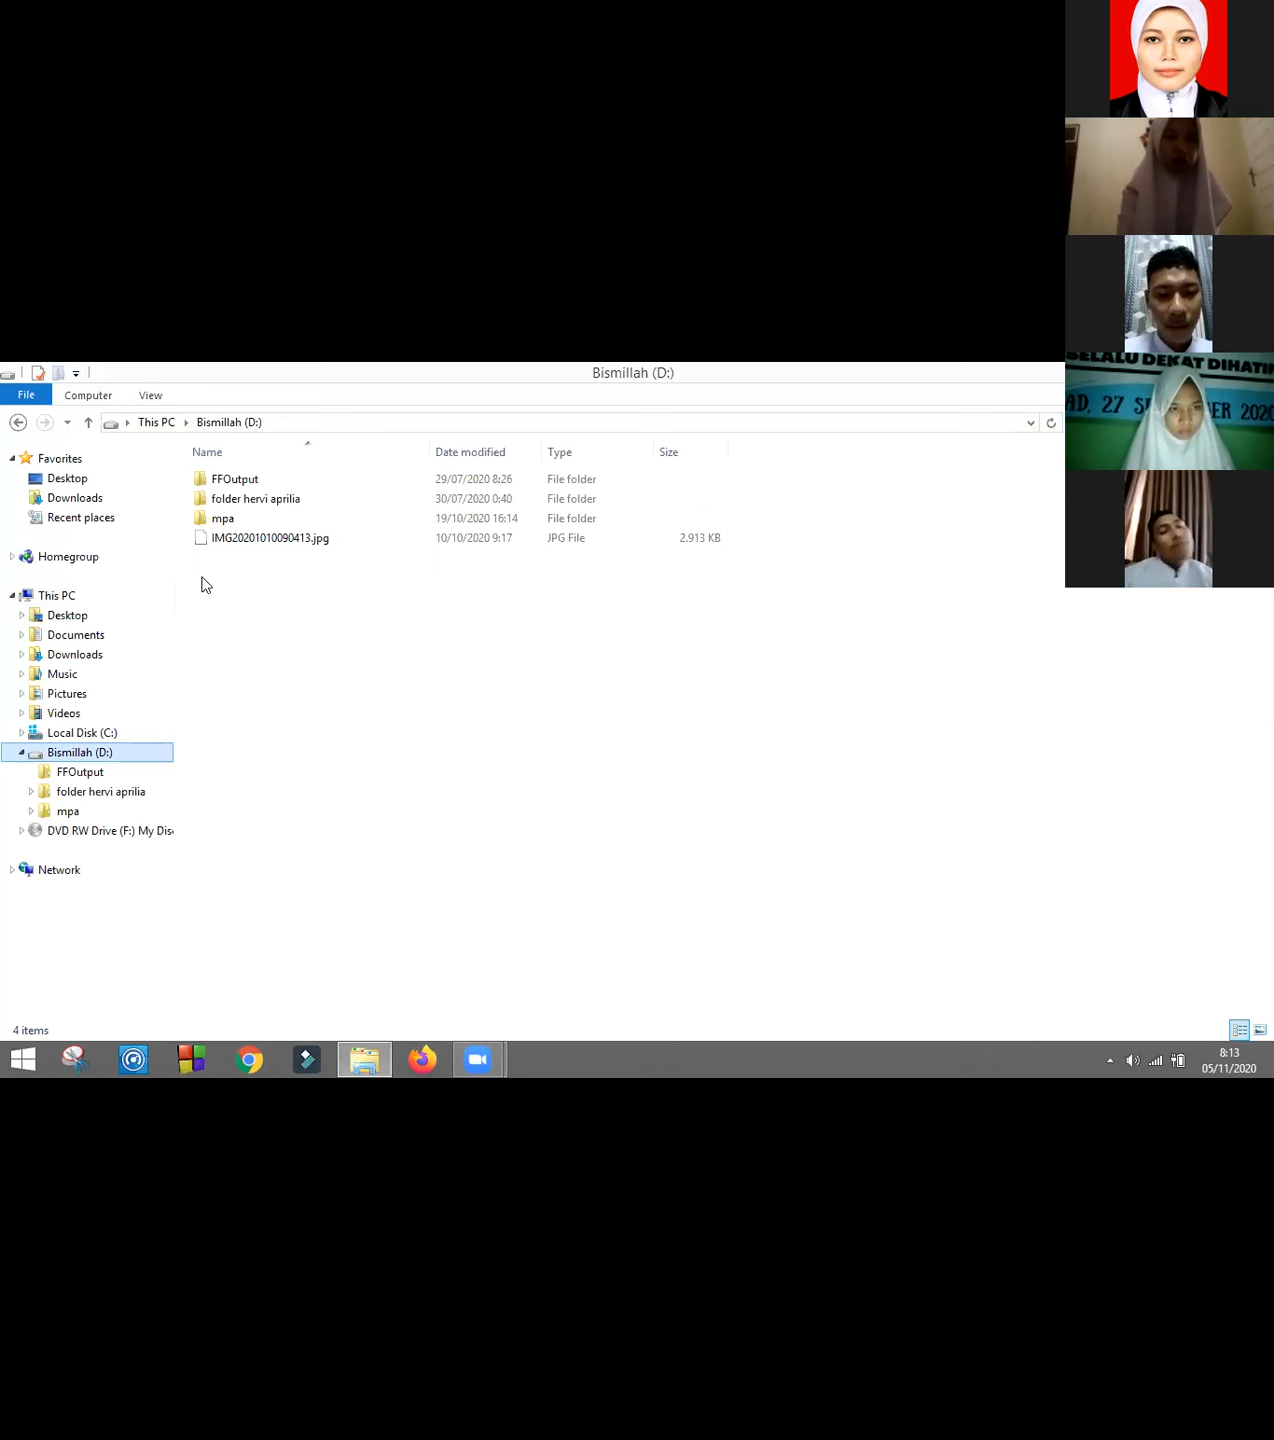 Bismillah (D:)
File Computer View
This PC Bismillah (D:)
Name Date modified Type Size
FFOutput 29/07/2020 8:26 File folder
folder hervi aprilia 30/07/2020 0:40 File folder
mpa 19/10/2020 16:14 File folder
IMG20201010090413.jpg 10/10/2020 9:17 JPG File 2.913 KB
Favorites
Desktop
Downloads
Recent places
Homegroup
This PC
Desktop
Documents
Downloads
Music
Pictures
Videos
Local Disk (C:)
Bismillah (D:)
FFOutput
folder hervi aprilia
mpa
DVD RW Drive (F:) My Disc
Network
4 items
8:13
05/11/2020
SELALU DEKAT DIHATI
AD, 27 SE ER 2020